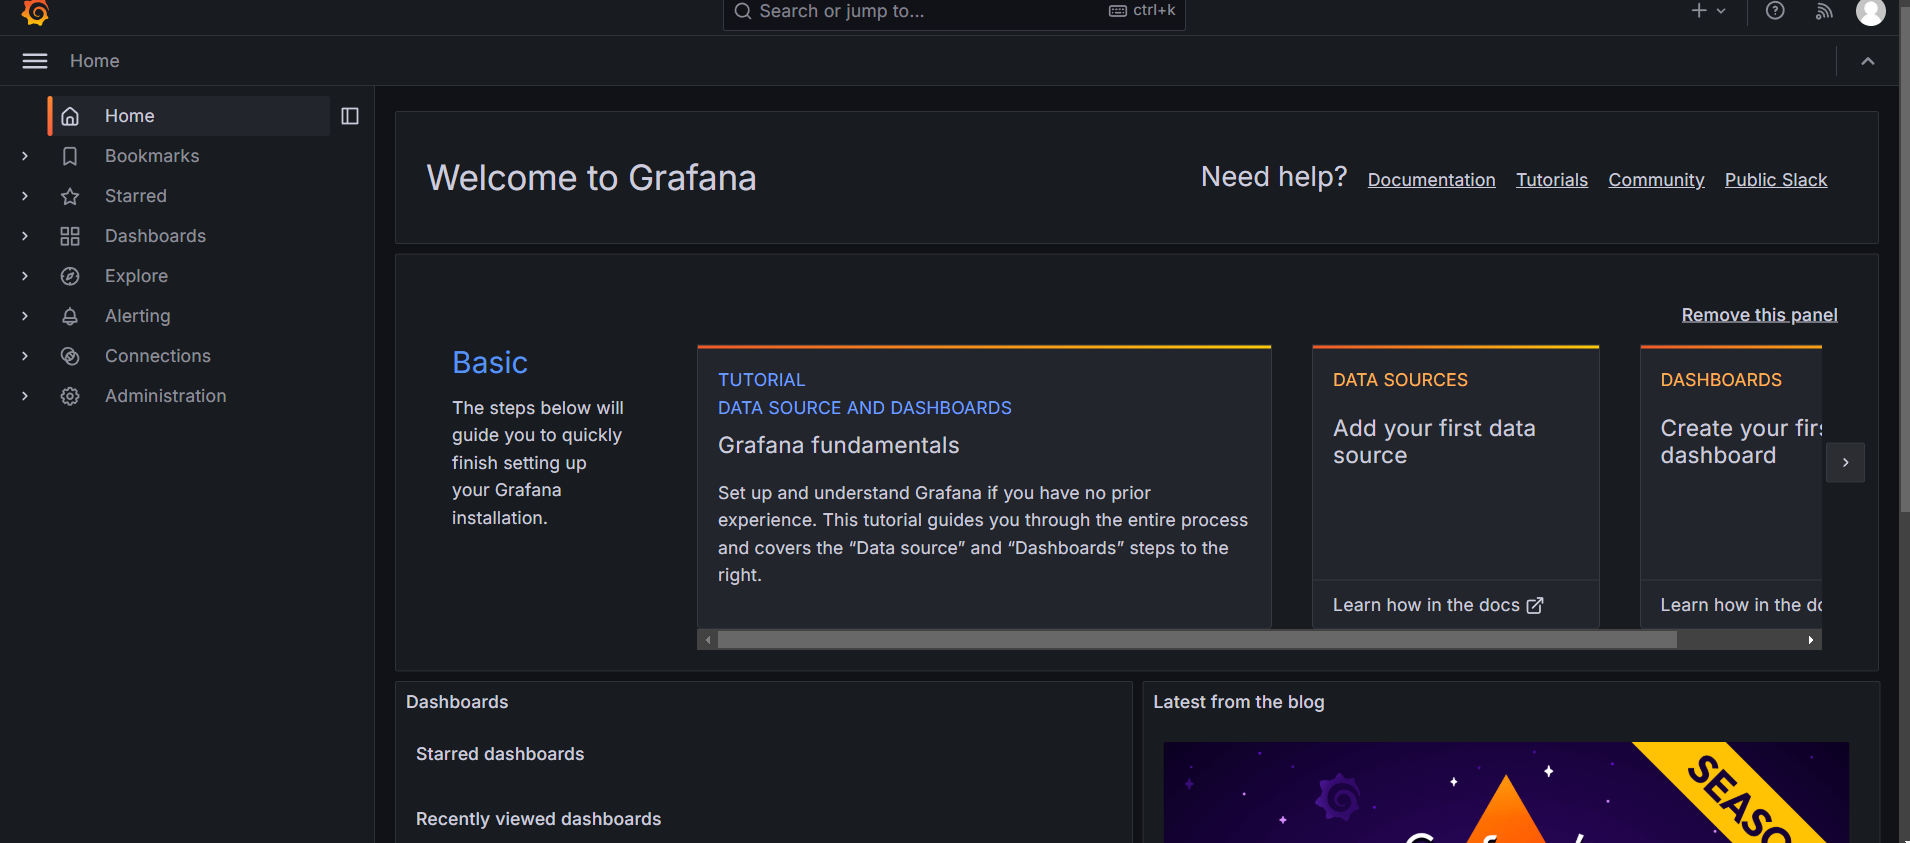 Search or jump to... ctrl+k
Home
Home
Bookmarks
Starred
Dashboards
Explore
Alerting
Connections
Administration
Welcome to Grafana
Need help? Documentation Tutorials Community Public Slack
Remove this panel
Basic
The steps below will
guide you to quickly
finish setting up
your Grafana
installation.
TUTORIAL
DATA SOURCE AND DASHBOARDS
Grafana fundamentals
Set up and understand Grafana if you have no prior
experience. This tutorial guides you through the entire process
and covers the “Data source” and “Dashboards” steps to the
right.
DATA SOURCES
Add your first data
source
Learn how in the docs
DASHBOARDS
Create your
dashboard
Learn how in the
Dashboards
Starred dashboards
Recently viewed dashboards
Latest from the blog